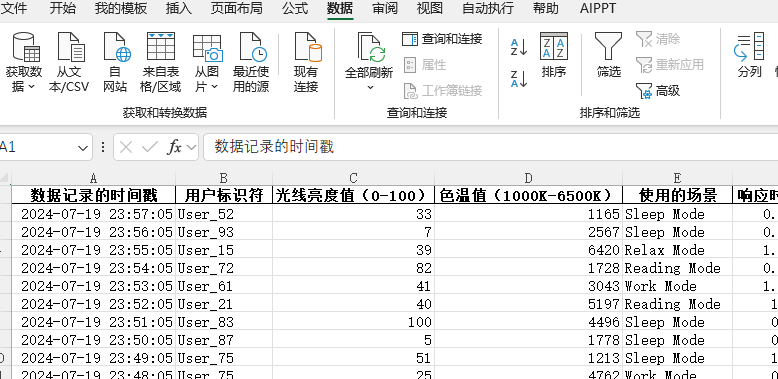 文件 开始 我的模板 插入 页面布局 公式 数据 审阅 视图 自动执行 帮助 AIPPT
获取数据 从文本/CSV 自网站 来自表格/区域 从图片 最近使用的源 现有连接 全部刷新 查询和连接 属性 工作簿链接 排序 筛选 清除 重新应用 高级 分列
获取和转换数据 查询和连接 排序和筛选
A1 fx 数据记录的时间戳
A B C D E
数据记录的时间戳 用户标识符 光线亮度值（0-100） 色温值（1000K-6500K） 使用的场景 响应时
2024-07-19 23:57:05 User_52 33 1165 Sleep Mode 0.
2024-07-19 23:56:05 User_93 7 2567 Sleep Mode 0.
2024-07-19 23:55:05 User_15 39 6420 Relax Mode 1.
2024-07-19 23:54:05 User_72 82 1728 Reading Mode 0.
2024-07-19 23:53:05 User_61 41 3043 Work Mode 1.
2024-07-19 23:52:05 User_21 40 5197 Reading Mode 1
2024-07-19 23:51:05 User_83 100 4496 Sleep Mode 0
2024-07-19 23:50:05 User_87 5 1778 Sleep Mode 0
2024-07-19 23:49:05 User_75 51 1213 Sleep Mode 1
2024-07-19 23:48:05 User_75 25 4762 Work Mode